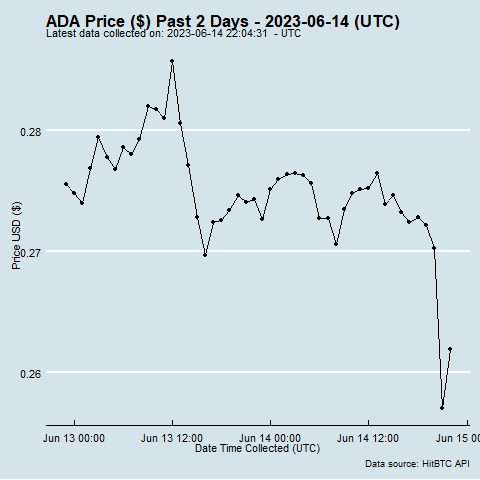 ADA Price ($) Past 2 Days - 2023-06-14 (UTC)
Latest data collected on: 2023-06-14 22:04:31 - UTC
0.28
0.27
0.26
Price USD ($)
Jun 13 00:00
Jun 13 12:00
Jun 14 00:00
Jun 14 12:00
Jun 15 00
Date Time Collected (UTC)
Data source: HitBTC API